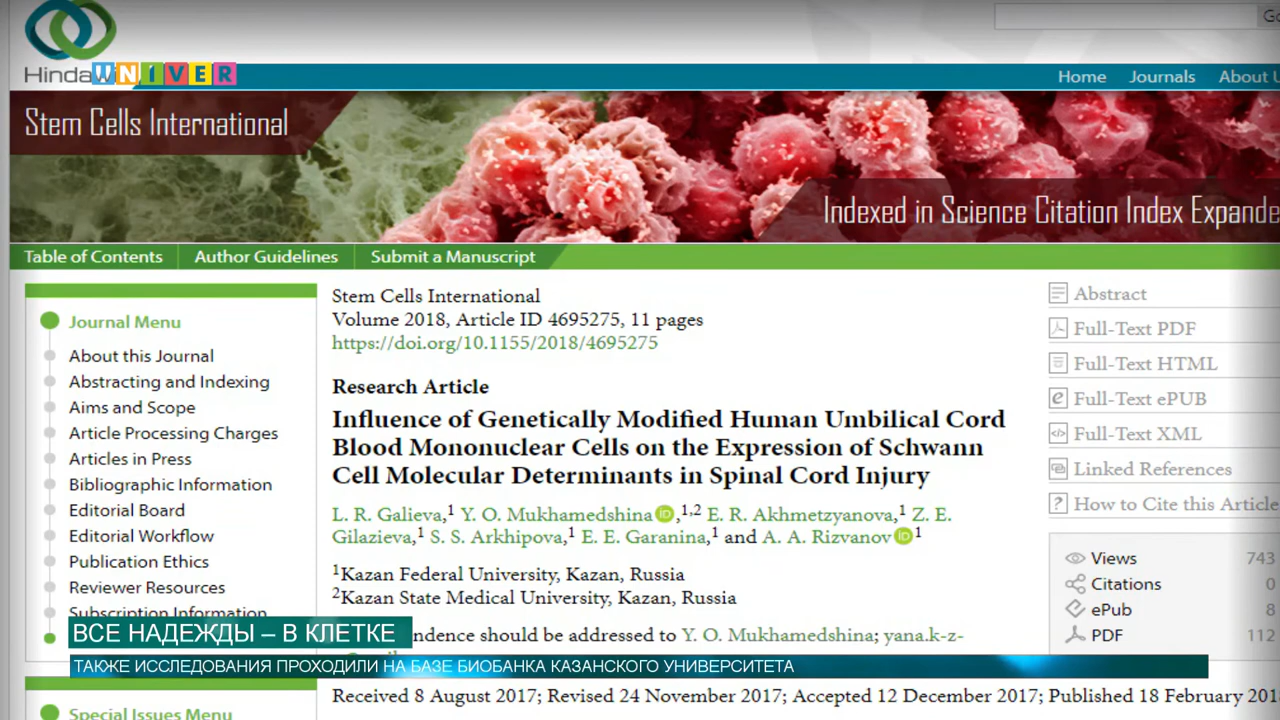 Go
Hindawi
UNIVER
Home Journals About U
Stem Cells International
Indexed in Science Citation Index Expande
Table of Contents Author Guidelines Submit a Manuscript
Journal Menu
About this Journal
Abstracting and Indexing
Aims and Scope
Article Processing Charges
Articles in Press
Bibliographic Information
Editorial Board
Editorial Workflow
Publication Ethics
Reviewer Resources
Subscription Information
Special Issues Menu
Stem Cells International
Volume 2018, Article ID 4695275, 11 pages
https://doi.org/10.1155/2018/4695275
Research Article
Influence of Genetically Modified Human Umbilical Cord
Blood Mononuclear Cells on the Expression of Schwann
Cell Molecular Determinants in Spinal Cord Injury
L. R. Galieva,1 Y. O. Mukhamedshina iD,1,2 E. R. Akhmetzyanova,1 Z. E.
Gilazieva,1 S. S. Arkhipova,1 E. E. Garanina,1 and A. A. Rizvanov iD 1
1Kazan Federal University, Kazan, Russia
2Kazan State Medical University, Kazan, Russia
ndence should be addressed to Y. O. Mukhamedshina; yana.k-z-
Received 8 August 2017; Revised 24 November 2017; Accepted 12 December 2017; Published 18 February 201
Abstract
Full-Text PDF
Full-Text HTML
Full-Text ePUB
Full-Text XML
Linked References
How to Cite this Article
Views 743
Citations 0
ePub 8
PDF 112
ВСЕ НАДЕЖДЫ – В КЛЕТКЕ
ТАКЖЕ ИССЛЕДОВАНИЯ ПРОХОДИЛИ НА БАЗЕ БИОБАНКА КАЗАНСКОГО УНИВЕРСИТЕТА